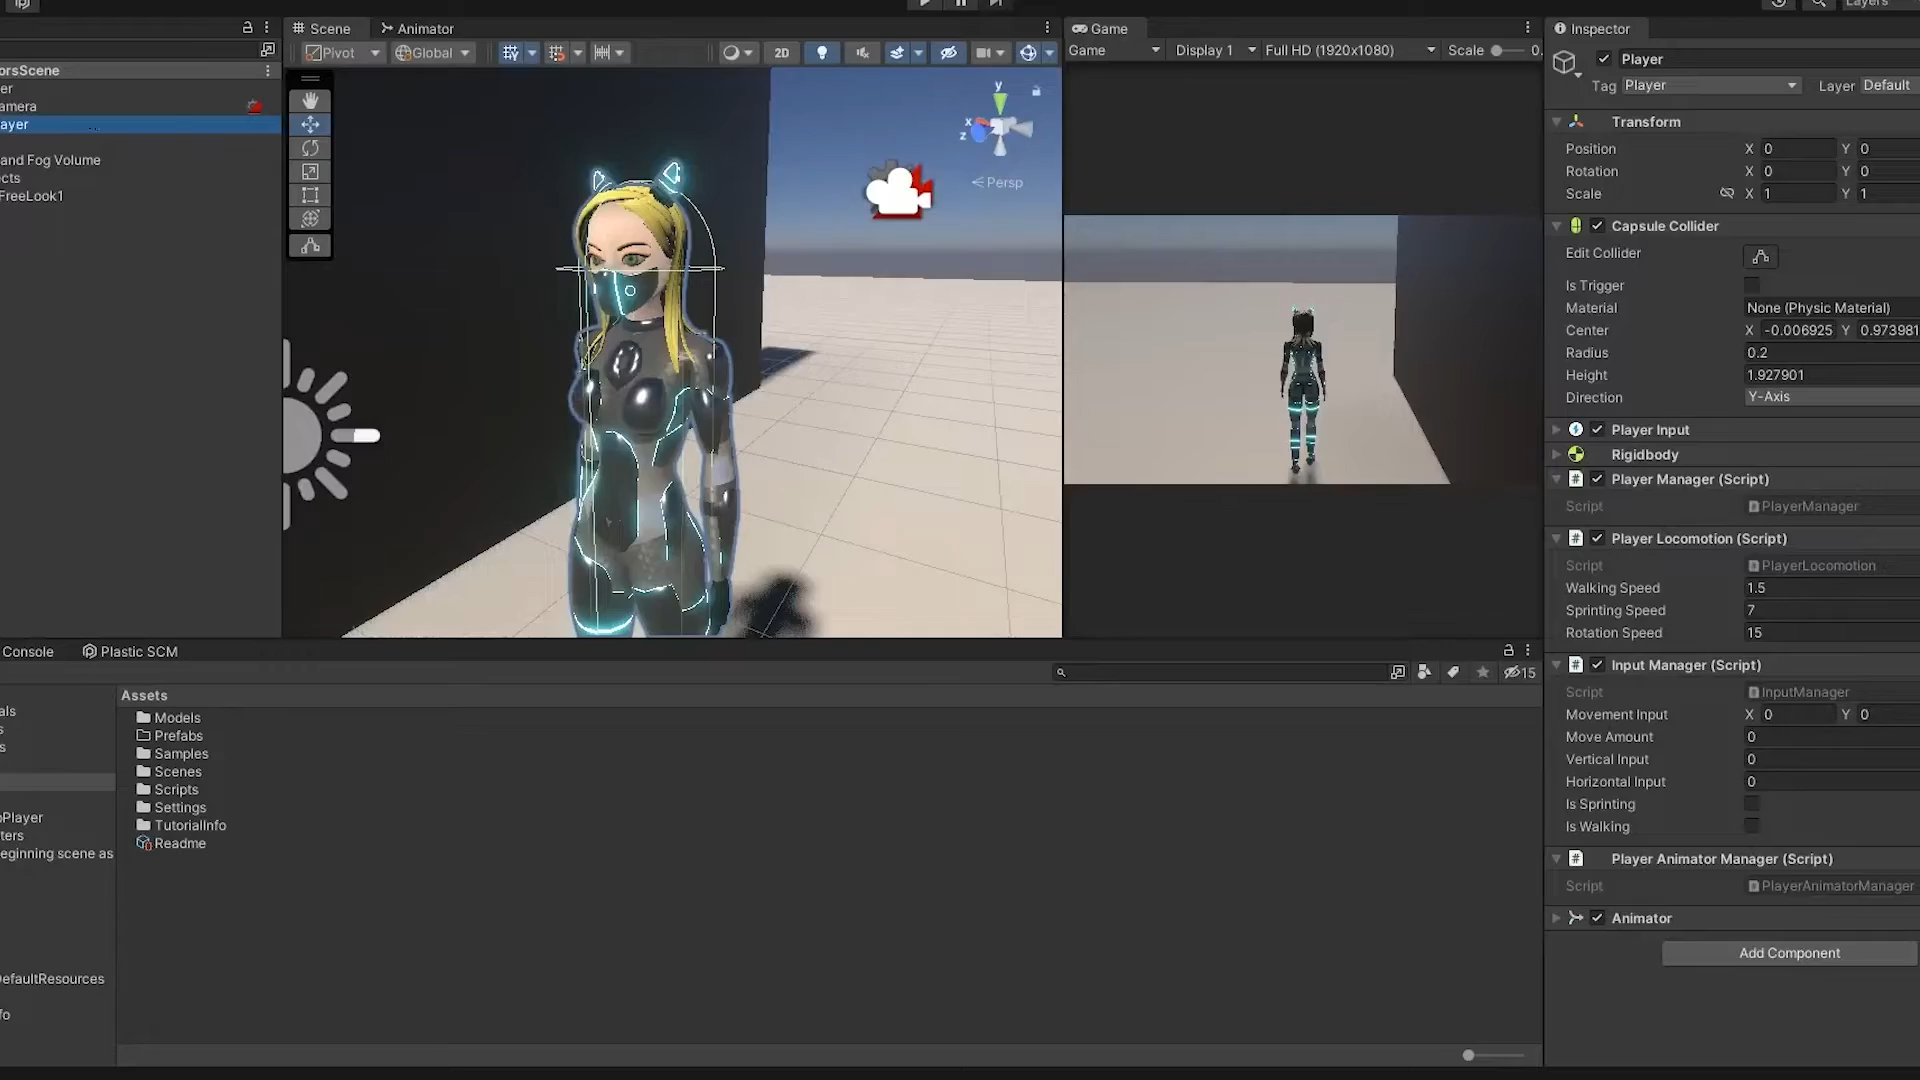 Layers
Scene
Animator
Game
Inspector
Pivot
Global
2D
Game
Display 1
Full HD (1920x1080)
Scale
0.
Player
Tag
Player
Layer
Default
orsScene
er
amera
ayer
and Fog Volume
ects
FreeLook1
y
x
z
Persp
Transform
Position
X 0
Y 0
Rotation
X 0
Y 0
Scale
X 1
Y 1
Capsule Collider
Edit Collider
Is Trigger
Material
None (Physic Material)
Center
X -0.006925 Y 0.973981
Radius
0.2
Height
1.927901
Direction
Y-Axis
Player Input
Rigidbody
# Player Manager (Script)
Script
PlayerManager
# Player Locomotion (Script)
Script
PlayerLocomotion
Walking Speed
1.5
Sprinting Speed
7
Rotation Speed
15
# Input Manager (Script)
Script
InputManager
Movement Input
X 0
Y 0
Move Amount
0
Vertical Input
0
Horizontal Input
0
Is Sprinting
Is Walking
# Player Animator Manager (Script)
Script
PlayerAnimatorManager
Animator
Add Component
Console
Plastic SCM
15
als
s
s
oPlayer
ters
eginning scene as
DefaultResources
fo
Assets
Models
Prefabs
Samples
Scenes
Scripts
Settings
TutorialInfo
Readme